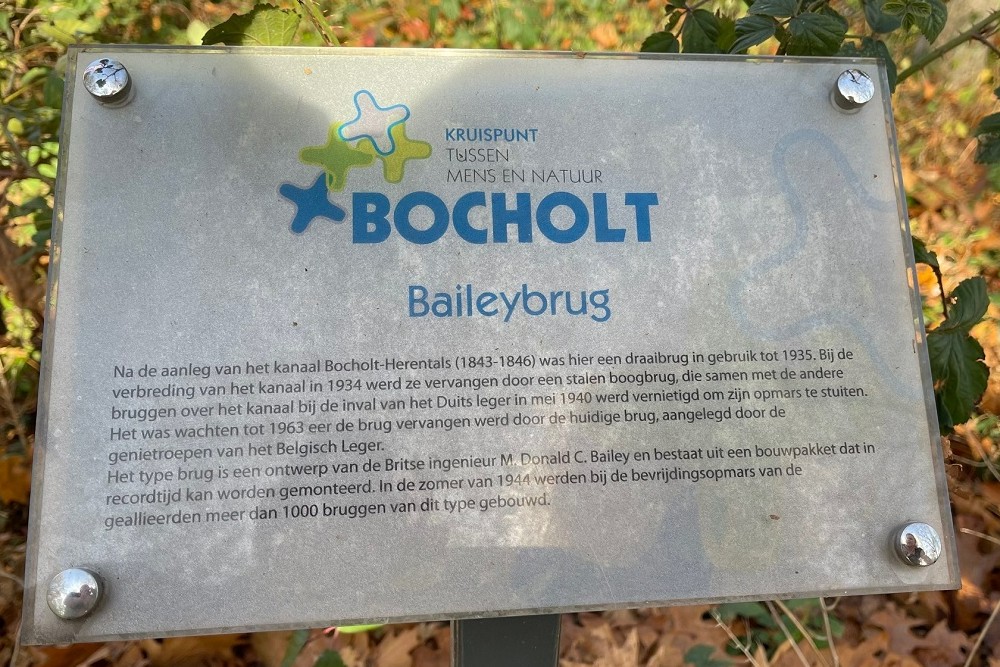 KRUISPUNT
TUSSEN
MENS EN NATUUR
BOCHOLT
Baileybrug
Na de aanleg van het kanaal Bocholt-Herentals (1843-1846) was hier een draaibrug in gebruik tot 1935. Bij de
verbreding van het kanaal in 1934 werd ze vervangen door een stalen boogbrug, die samen met de andere
bruggen over het kanaal bij de inval van het Duits leger in mei 1940 werd vernietigd om zijn opmars te stuiten.
Het was wachten tot 1963 eer de brug vervangen werd door de huidige brug, aangelegd door de
genietroepen van het Belgisch Leger.
Het type brug is een ontwerp van de Britse ingenieur M. Donald C. Bailey en bestaat uit een bouwpakket dat in
recordtijd kan worden gemonteerd. In de zomer van 1944 werden bij de bevrijdingsopmars van de
geallieerden meer dan 1000 bruggen van dit type gebouwd.